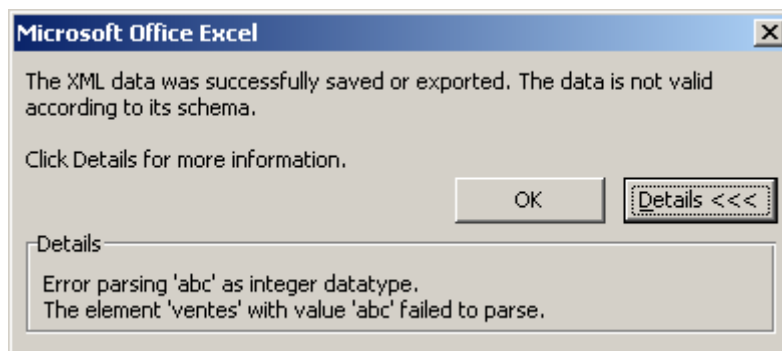 Microsoft Office Excel
The XML data was successfully saved or exported. The data is not valid
according to its schema.
Click Details for more information.
OK
Details <<<
Details
Error parsing 'abc' as integer datatype.
The element 'ventes' with value 'abc' failed to parse.